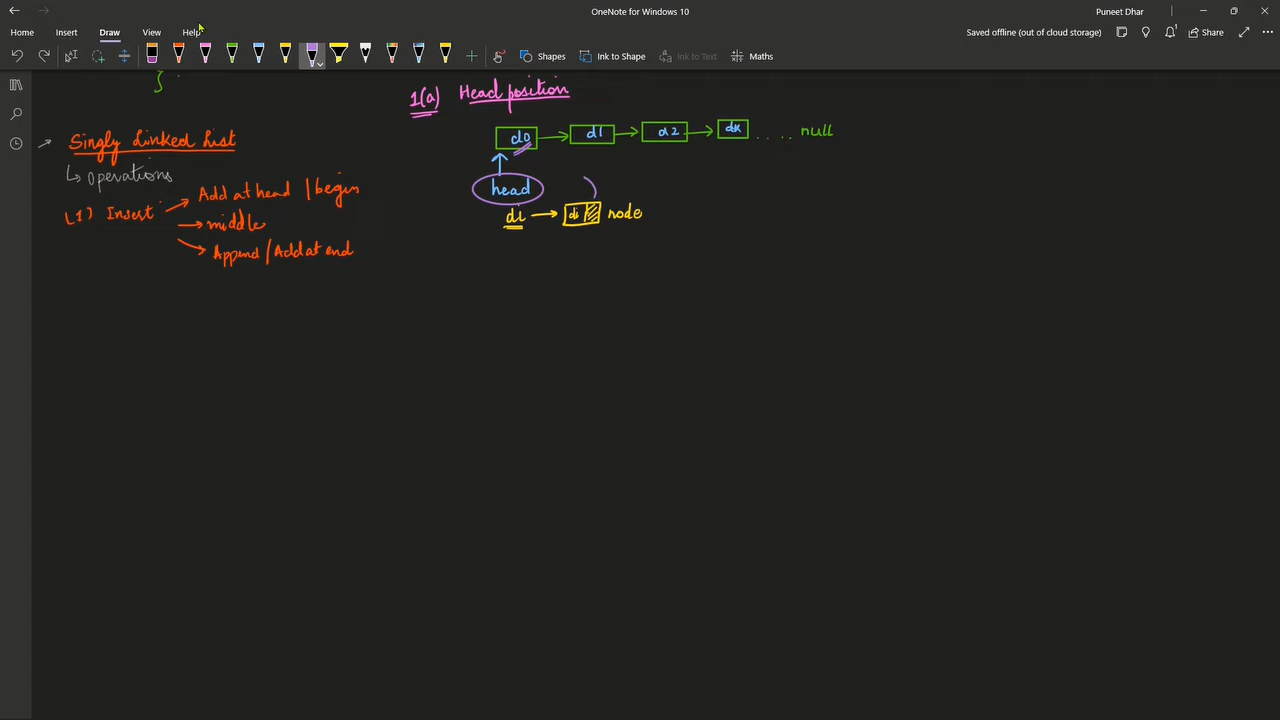 OneNote for Windows 10
Puneet Dhar
Home Insert Draw View Help
Saved offline (out of cloud storage)
Share
Shapes
Ink to Shape
Ink to Text
Maths
}
1(a) Head position
d0 → d1 → d2 → dk .... null
head
di → di node
→ Singly Linked List
↳ operations
(1) Insert → Add at head / begin
→ middle
→ Append / Add at end